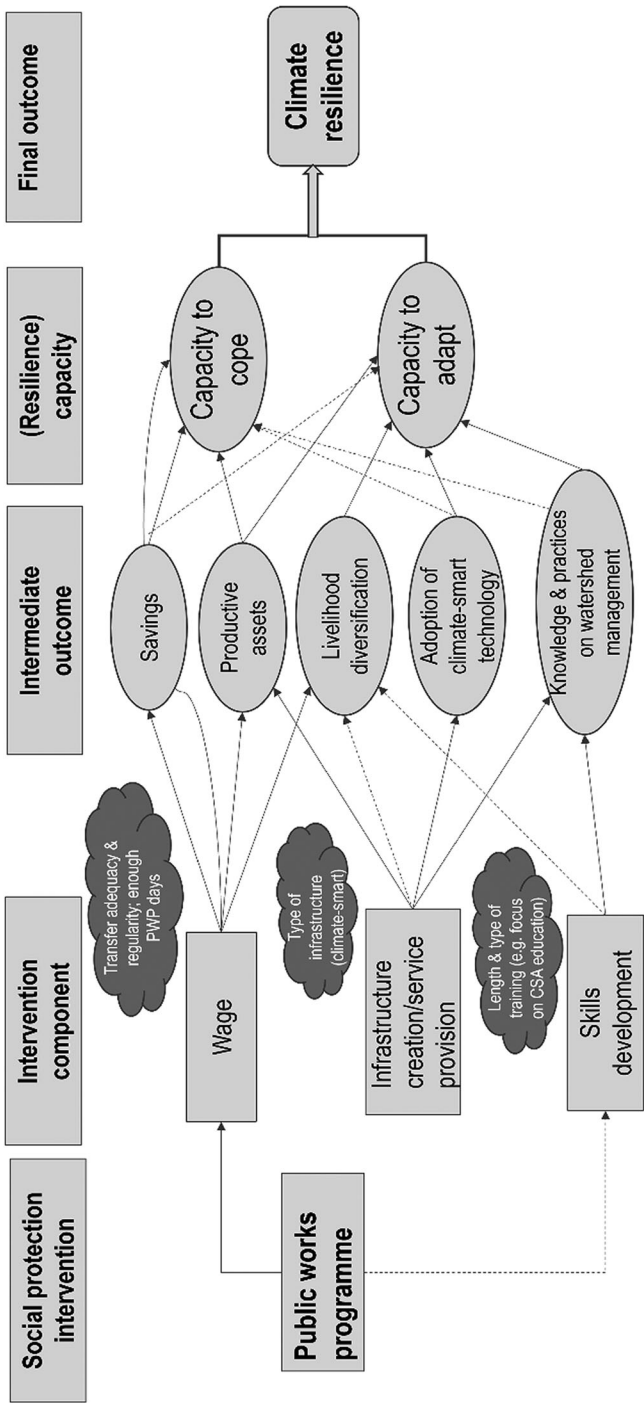 Social protection
intervention
Intervention
component
Intermediate
outcome
(Resilience)
capacity
Final outcome
Public works
programme
Transfer adequacy &
regularity; enough
PWP days
Wage
Type of
infrastructure
(climate-smart)
Infrastructure
creation/service
provision
Length & type of
training (e.g. focus
on CSA education)
Skills
development
Savings
Productive
assets
Livelihood
diversification
Adoption of
climate-smart
technology
Knowledge & practices
on watershed
management
Capacity to
cope
Capacity to
adapt
Climate
resilience